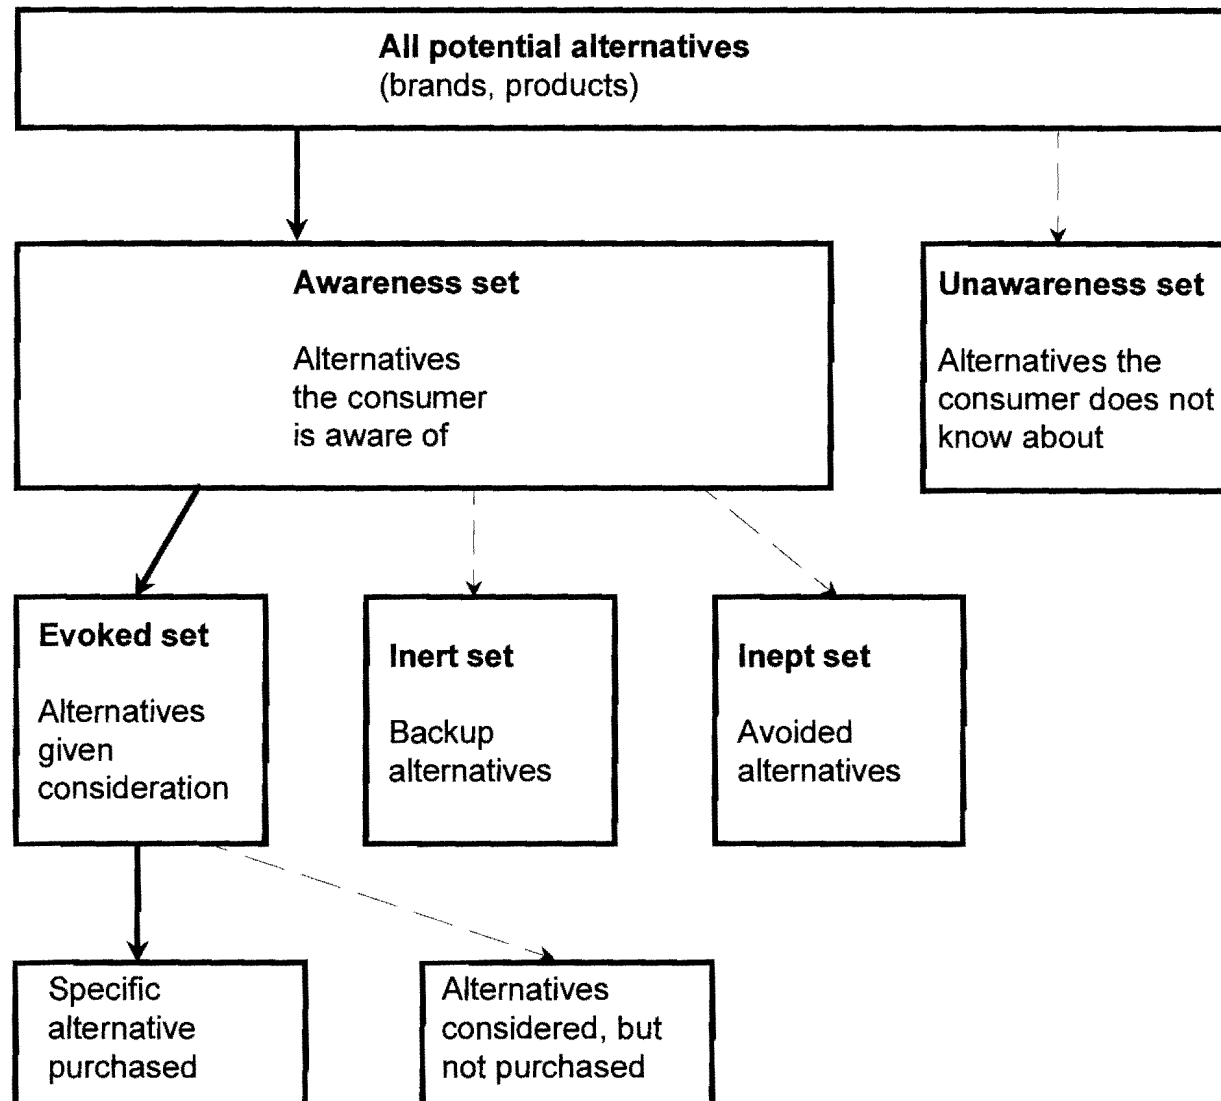 All potential alternatives
(brands, products)
Awareness set
Alternatives
the consumer
is aware of
Unawareness set
Alternatives the
consumer does not
know about
Evoked set
Alternatives
given
consideration
Inert set
Backup
alternatives
Inept set
Avoided
alternatives
Specific
alternative
purchased
Alternatives
considered, but
not purchased